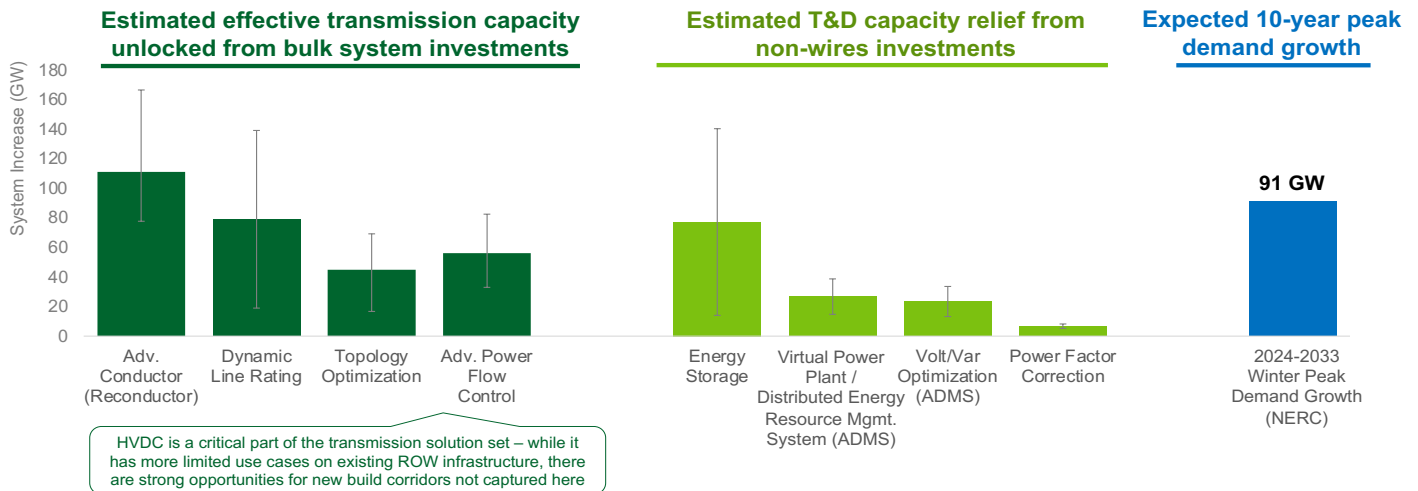 Estimated effective transmission capacity
unlocked from bulk system investments
Estimated T&D capacity relief from
non-wires investments
Expected 10-year peak
demand growth
System Increase (GW)
180
160
140
120
100
80
60
40
20
0
91 GW
Adv.
Conductor
(Reconductor)
Dynamic
Line Rating
Topology
Optimization
Adv. Power
Flow
Control
Energy
Storage
Virtual Power
Plant /
Distributed Energy
Resource Mgmt.
System (ADMS)
Volt/Var
Optimization
(ADMS)
Power Factor
Correction
2024-2033
Winter Peak
Demand Growth
(NERC)
HVDC is a critical part of the transmission solution set – while it
has more limited use cases on existing ROW infrastructure, there
are strong opportunities for new build corridors not captured here